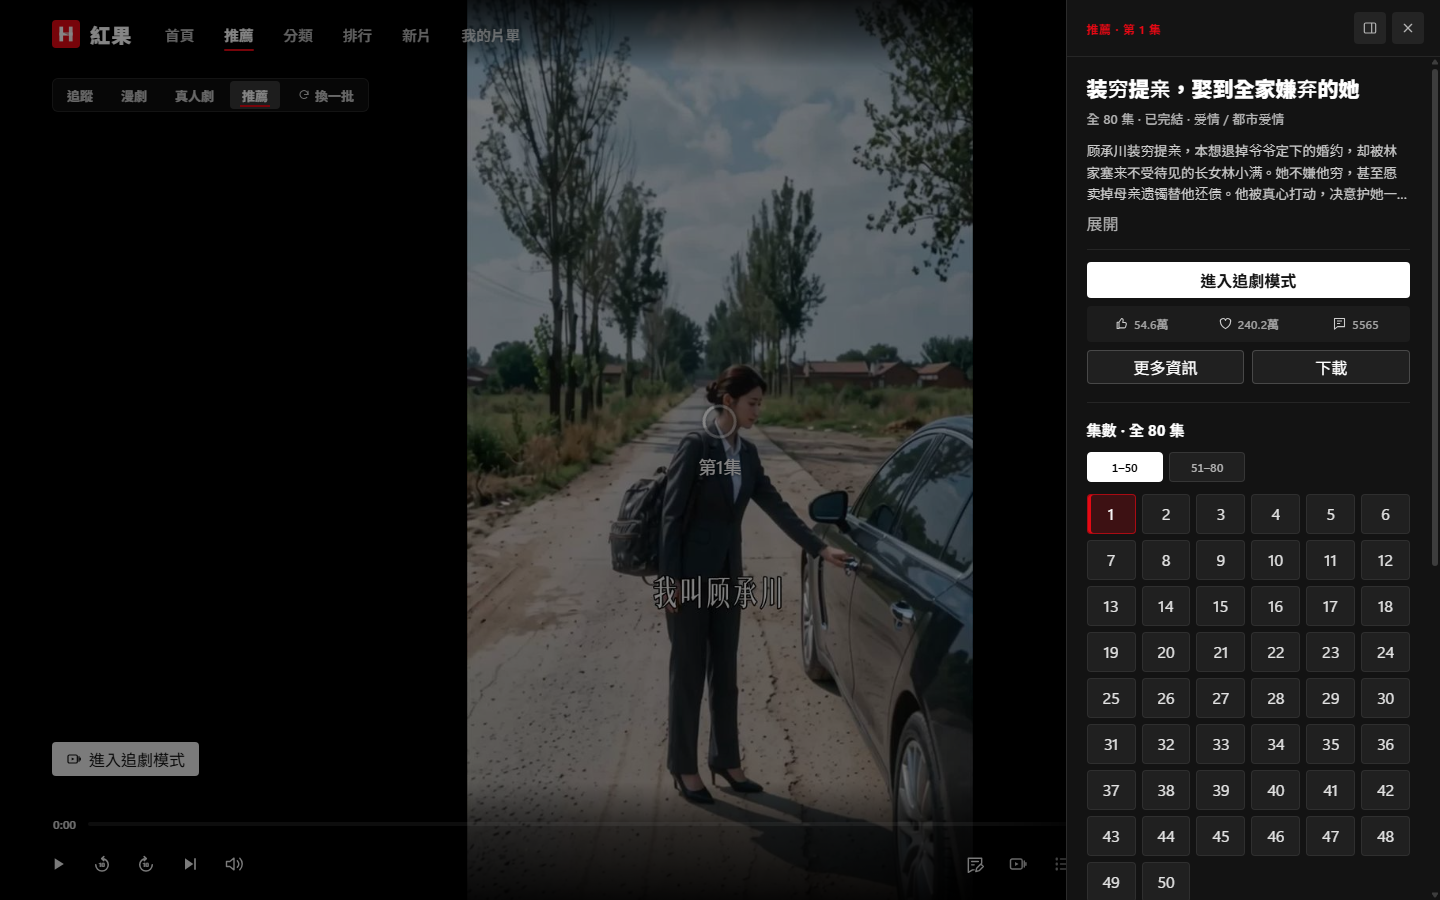 H 紅果 首頁 推薦 分類 排行 新片 我的片單
追蹤 漫劇 真人劇 推薦 換一批
第1集
我叫顾承川
進入追劇模式
0:00
10 10
推薦 · 第 1 集
装穷提亲，娶到全家嫌弃的她
全 80 集 · 已完結 · 爱情 / 都市爱情
顾承川装穷提亲，本想退掉爷爷定下的婚约，却被林
家塞来不受待见的长女林小满。她不嫌他穷，甚至愿
卖掉母亲遗镯替他还债。他被真心打动，决意护她一...
展開
進入追劇模式
54.6萬 240.2萬 5565
更多資訊 下載
集數 · 全 80 集
1–50 51–80
1 2 3 4 5 6
7 8 9 10 11 12
13 14 15 16 17 18
19 20 21 22 23 24
25 26 27 28 29 30
31 32 33 34 35 36
37 38 39 40 41 42
43 44 45 46 47 48
49 50